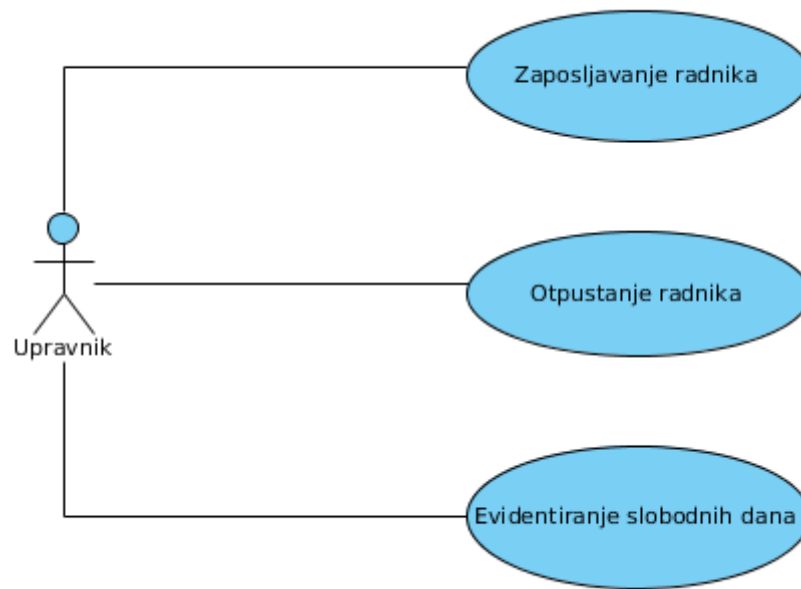 Zaposljavanje radnika
Otpustanje radnika
Upravnik
Evidentiranje slobodnih dana